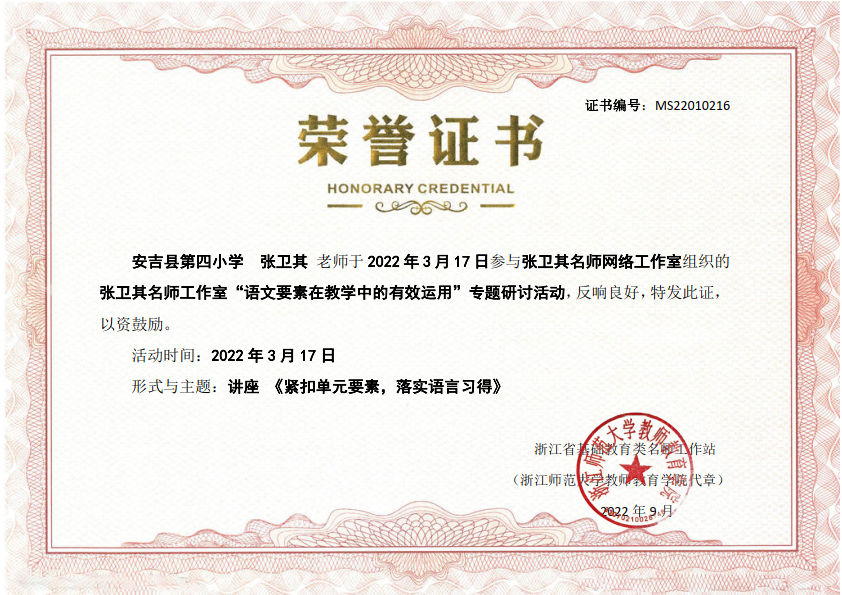 证书编号：MS22010216
荣誉证书
HONORARY CREDENTIAL
安吉县第四小学 张卫其 老师于 2022 年 3 月 17 日参与张卫其名师网络工作室组织的
张卫其名师工作室“语文要素在教学中的有效运用”专题研讨活动，反响良好，特发此证，
以资鼓励。
活动时间：2022 年 3 月 17 日
形式与主题：讲座 《紧扣单元要素，落实语言习得》
浙江省基础教育类名师工作站
（浙江师范大学教师教育学院代章）
2022 年 9 月
浙江师范大学教师教育学院